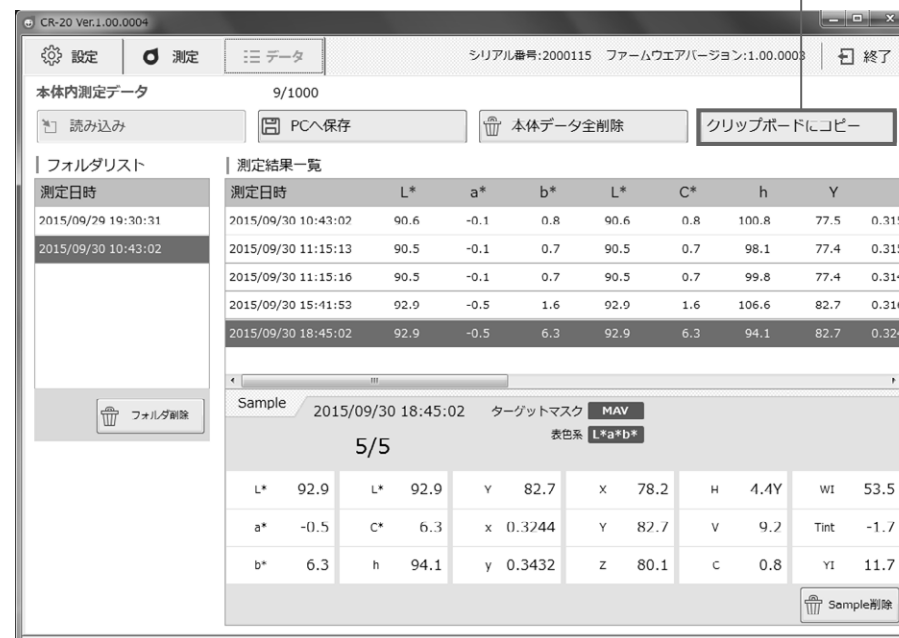 CR-20 Ver.1.00.0004
設定 測定 データ シリアル番号:2000115 ファームウエアバージョン:1.00.0003 終了
本体内測定データ 9/1000
読み込み PCへ保存 本体データ全削除 クリップボードにコピー
フォルダリスト 測定結果一覧
測定日時 測定日時 L* a* b* L* C* h Y
2015/09/29 19:30:31 2015/09/30 10:43:02 90.6 -0.1 0.8 90.6 0.8 100.8 77.5
2015/09/30 10:43:02 2015/09/30 11:15:13 90.5 -0.1 0.7 90.5 0.7 98.1 77.4
2015/09/30 11:15:16 90.5 -0.1 0.7 90.5 0.7 99.8 77.4
2015/09/30 15:41:53 92.9 -0.5 1.6 92.9 1.6 106.6 82.7
2015/09/30 18:45:02 92.9 -0.5 6.3 92.9 6.3 94.1 82.7
フォルダ削除
Sample 2015/09/30 18:45:02 ターゲットマスク MAV
5/5 表色系 L*a*b*
L* 92.9 L* 92.9 Y 82.7 X 78.2 H 4.4Y WI 53.5
a* -0.5 C* 6.3 x 0.3244 Y 82.7 V 9.2 Tint -1.7
b* 6.3 h 94.1 y 0.3432 Z 80.1 C 0.8 YI 11.7
Sample削除